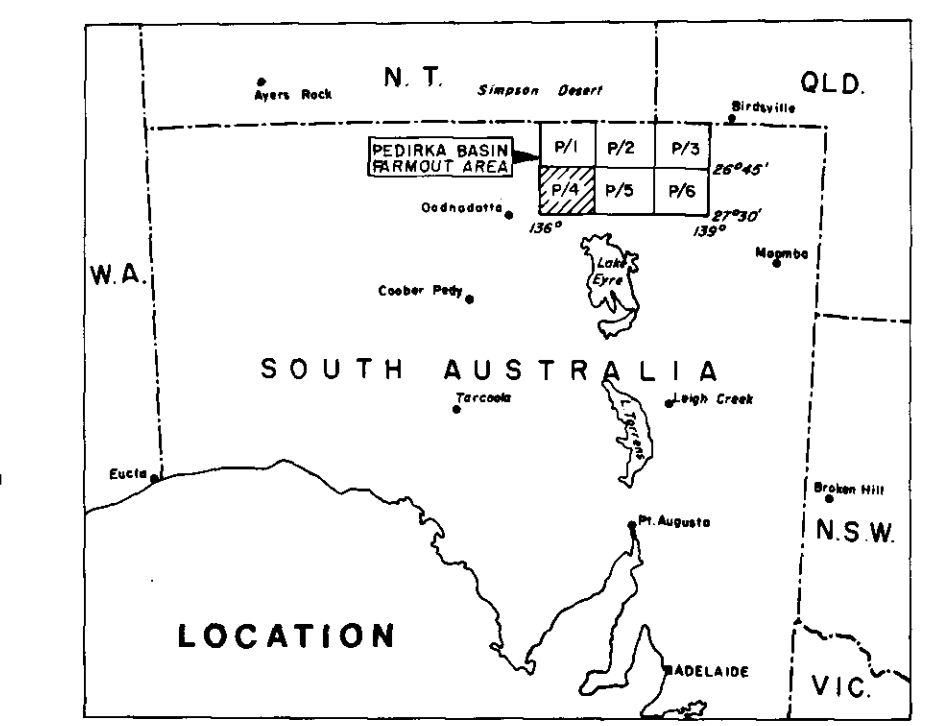 N. T.
QLD.
Ayers Rock
Simpson Desert
Birdsville
PEDIRKA BASIN
FARMOUT AREA
P/1
P/2
P/3
26°45'
P/4
P/5
P/6
Oodnadatta
27°30'
136°
139°
Moomba
W.A.
Lake
Eyre
Coober Pedy
SOUTH AUSTRALIA
Tarcoola
Leigh Creek
L. Torrens
Eucla
Broken Hill
Pt. Augusta
N.S.W.
LOCATION
ADELAIDE
VIC.